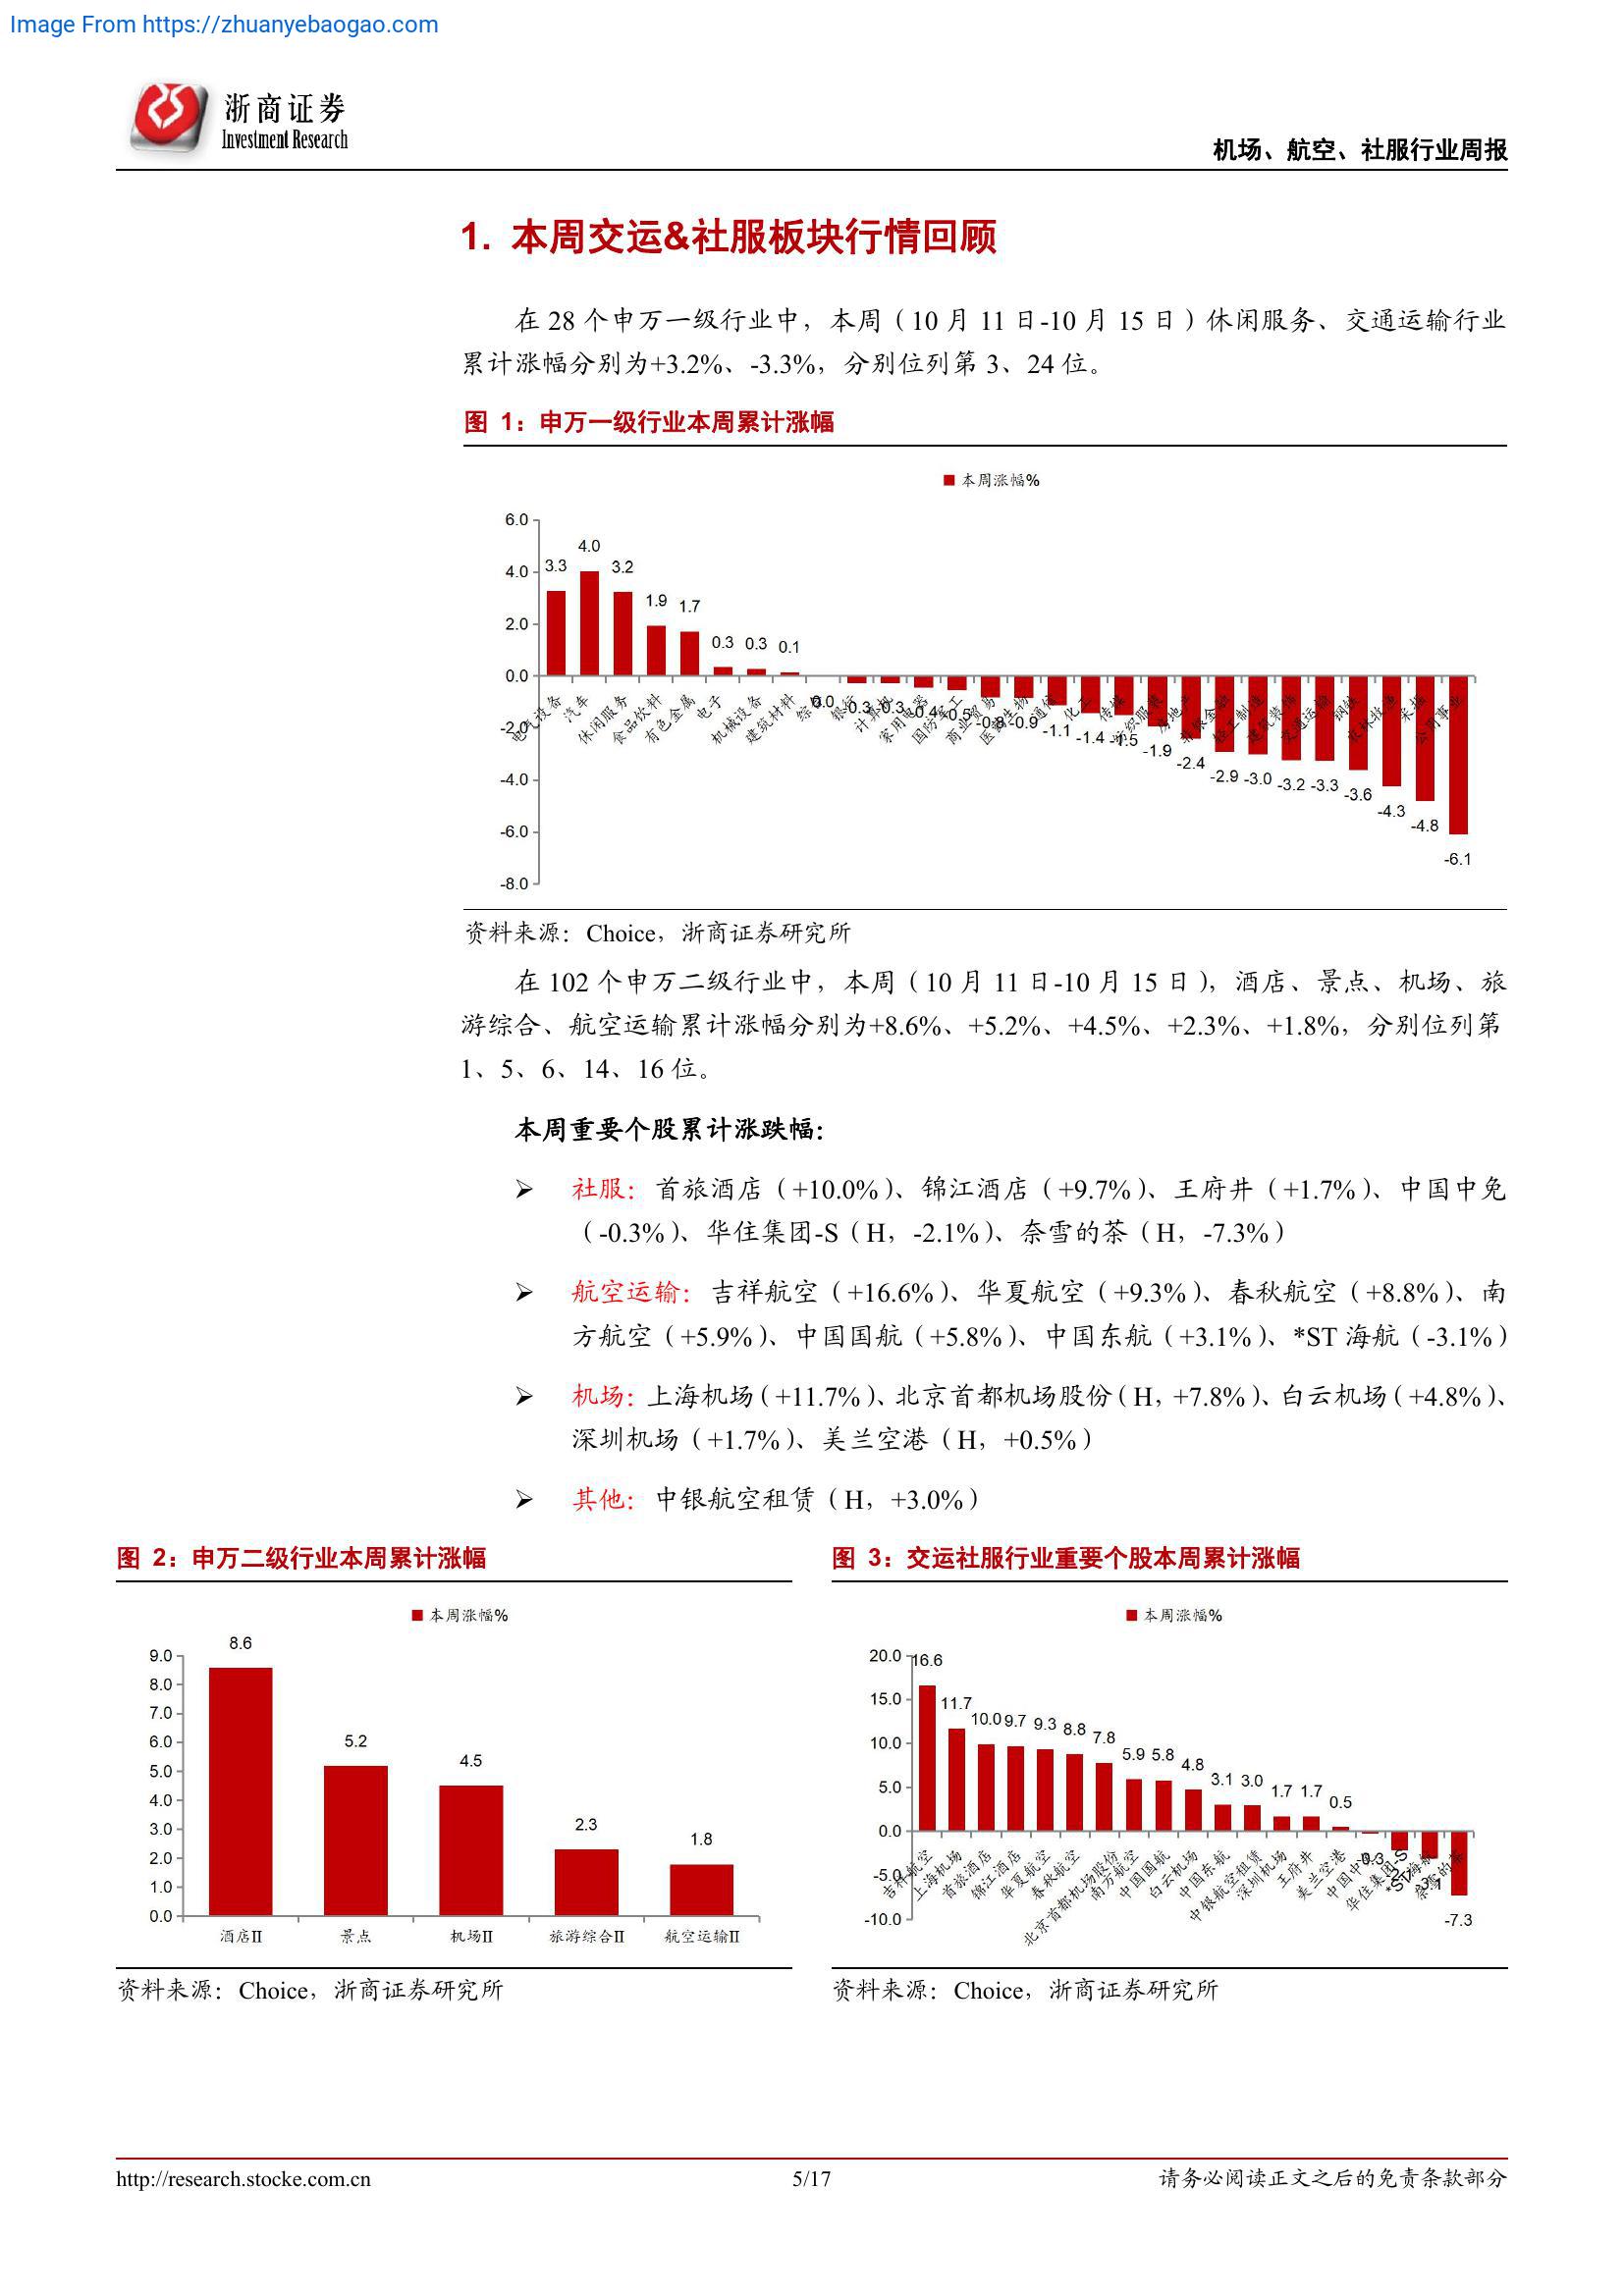 Image From https://zhuanyebaogao.com
浙商证券
Investment Research
机场、航空、社服行业周报
1. 本周交运&社服板块行情回顾
在 28 个申万一级行业中，本周（10 月 11 日-10 月 15 日）休闲服务、交通运输行业
累计涨幅分别为+3.2%、-3.3%，分别位列第 3、24 位。
图 1：申万一级行业本周累计涨幅
本周涨幅%
6.0
4.0
2.0
0.0
-2.0
-4.0
-6.0
-8.0
3.3 4.0 3.2 1.9 1.7 0.3 0.3 0.1 0.0 -0.3 -0.3 -0.4 -0.5 -0.8 -0.9 -1.1 -1.4 -1.5 -1.9 -2.4 -2.9 -3.0 -3.2 -3.3 -3.6 -4.3 -4.8 -6.1
电气设备 汽车 休闲服务 食品饮料 有色金属 电子 机械设备 建筑材料 综合 银行 计算机 家用电器 国防军工 商业贸易 医药生物 通信 化工 传媒 纺织服装 房地产 非银金融 轻工制造 建筑装饰 交通运输 钢铁 农林牧渔 采掘 公用事业
资料来源：Choice，浙商证券研究所
在 102 个申万二级行业中，本周（10 月 11 日-10 月 15 日），酒店、景点、机场、旅
游综合、航空运输累计涨幅分别为+8.6%、+5.2%、+4.5%、+2.3%、+1.8%，分别位列第
1、5、6、14、16 位。
本周重要个股累计涨跌幅：
➢ 社服：首旅酒店（+10.0%）、锦江酒店（+9.7%）、王府井（+1.7%）、中国中免
（-0.3%）、华住集团-S（H，-2.1%）、奈雪的茶（H，-7.3%）
➢ 航空运输：吉祥航空（+16.6%）、华夏航空（+9.3%）、春秋航空（+8.8%）、南
方航空（+5.9%）、中国国航（+5.8%）、中国东航（+3.1%）、*ST 海航（-3.1%）
➢ 机场：上海机场（+11.7%）、北京首都机场股份（H，+7.8%）、白云机场（+4.8%）、
深圳机场（+1.7%）、美兰空港（H，+0.5%）
➢ 其他：中银航空租赁（H，+3.0%）
图 2：申万二级行业本周累计涨幅
本周涨幅%
9.0
8.0
7.0
6.0
5.0
4.0
3.0
2.0
1.0
0.0
8.6 5.2 4.5 2.3 1.8
酒店II 景点 机场II 旅游综合II 航空运输II
资料来源：Choice，浙商证券研究所
图 3：交运社服行业重要个股本周累计涨幅
本周涨幅%
20.0
15.0
10.0
5.0
0.0
-5.0
-10.0
16.6 11.7 10.0 9.7 9.3 8.8 7.8 5.9 5.8 4.8 3.1 3.0 1.7 1.7 0.5 -0.3 -2.1 -3.1 -7.3
吉祥航空 上海机场 首旅酒店 锦江酒店 华夏航空 春秋航空 北京首都机场股份 南方航空 中国国航 白云机场 中国东航 中银航空租赁 深圳机场 王府井 美兰空港 中国中免 华住集团-S *ST海航 奈雪的茶
资料来源：Choice，浙商证券研究所
http://research.stocke.com.cn
5/17
请务必阅读正文之后的免责条款部分